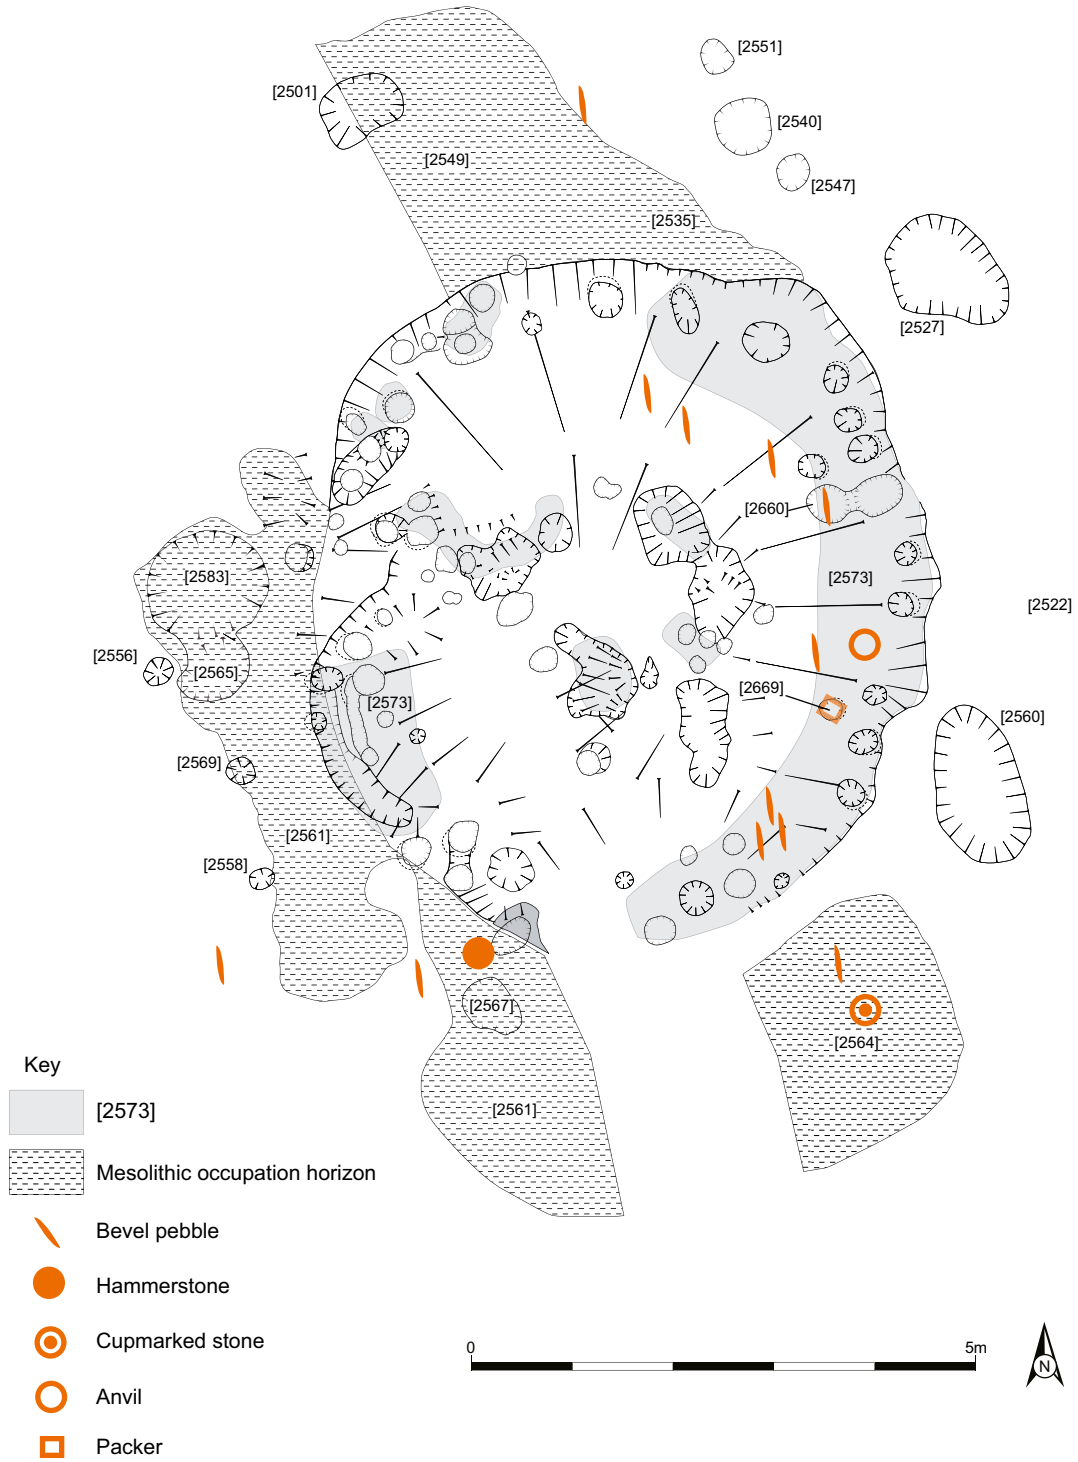 [2551]
[2501]
[2540]
[2549]
[2547]
[2535]
[2527]
[2660]
[2583]
[2573]
[2522]
[2556]
[2565]
[2669]
[2573]
[2560]
[2569]
[2561]
[2558]
[2567]
[2564]
[2561]
Key
[2573]
Mesolithic occupation horizon
Bevel pebble
Hammerstone
Cupmarked stone
Anvil
Packer
0 5m
N